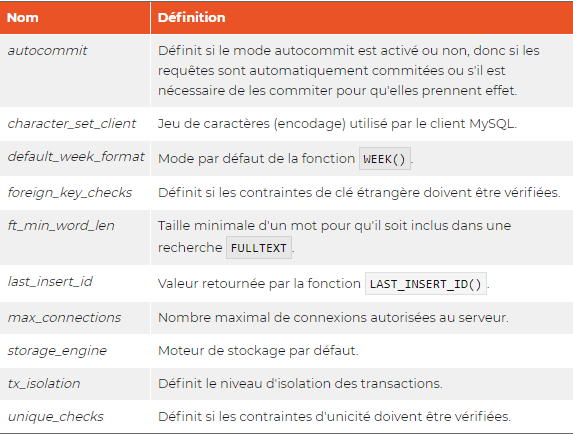 Nom Définition
autocommit Définit si le mode autocommit est activé ou non, donc si les
requêtes sont automatiquement commitées ou s'il est
nécessaire de les commiter pour qu'elles prennent effet.
character_set_client Jeu de caractères (encodage) utilisé par le client MySQL.
default_week_format Mode par défaut de la fonction WEEK().
foreign_key_checks Définit si les contraintes de clé étrangère doivent être vérifiées.
ft_min_word_len Taille minimale d'un mot pour qu'il soit inclus dans une
recherche FULLTEXT.
last_insert_id Valeur retournée par la fonction LAST_INSERT_ID().
max_connections Nombre maximal de connexions autorisées au serveur.
storage_engine Moteur de stockage par défaut.
tx_isolation Définit le niveau d'isolation des transactions.
unique_checks Définit si les contraintes d'unicité doivent être vérifiées.